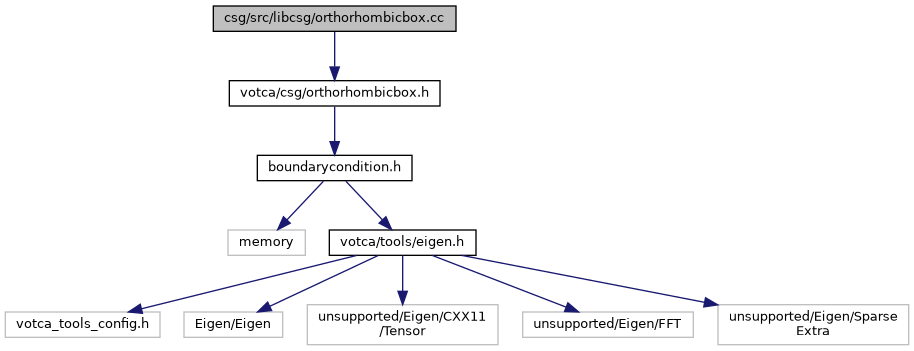 csg/src/libcsg/orthorhombicbox.cc
votca/csg/orthorhombicbox.h
boundarycondition.h
memory
votca/tools/eigen.h
votca_tools_config.h
Eigen/Eigen
unsupported/Eigen/CXX11
/Tensor
unsupported/Eigen/FFT
unsupported/Eigen/Sparse
Extra